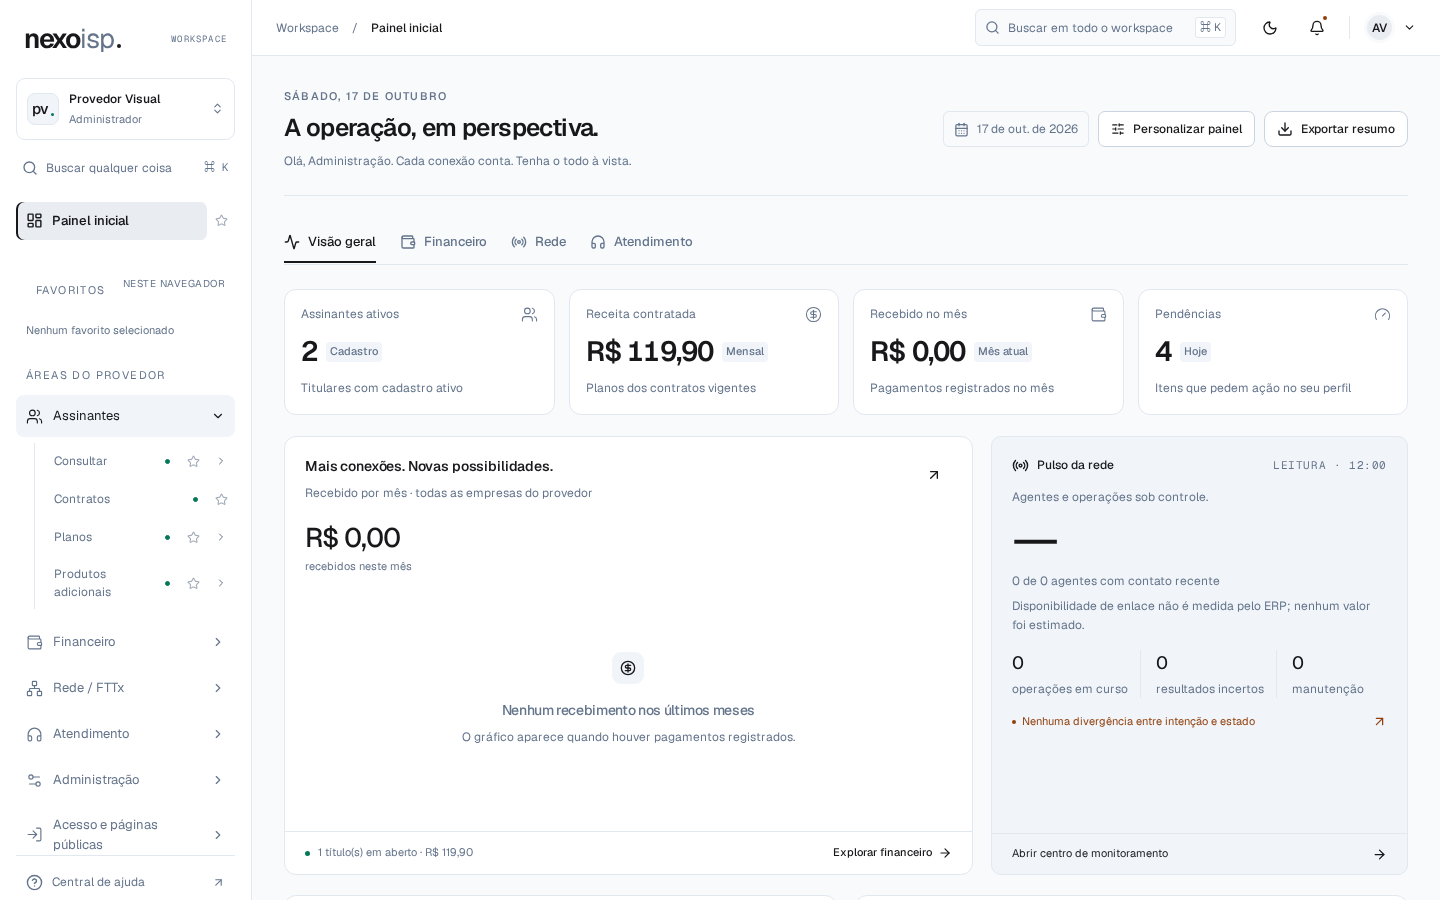 nexoisp.
WORKSPACE
pv.
Provedor Visual
Administrador
Buscar qualquer coisa
⌘ K
Painel inicial
FAVORITOS
NESTE NAVEGADOR
Nenhum favorito selecionado
ÁREAS DO PROVEDOR
Assinantes
Consultar
Contratos
Planos
Produtos
adicionais
Financeiro
Rede / FTTx
Atendimento
Administração
Acesso e páginas
públicas
Central de ajuda
Workspace / Painel inicial
Buscar em todo o workspace
⌘ K
AV
SÁBADO, 17 DE OUTUBRO
A operação, em perspectiva.
Olá, Administração. Cada conexão conta. Tenha o todo à vista.
17 de out. de 2026
Personalizar painel
Exportar resumo
Visão geral
Financeiro
Rede
Atendimento
Assinantes ativos
2 Cadastro
Titulares com cadastro ativo
Receita contratada
R$ 119,90 Mensal
Planos dos contratos vigentes
Recebido no mês
R$ 0,00 Mês atual
Pagamentos registrados no mês
Pendências
4 Hoje
Itens que pedem ação no seu perfil
Mais conexões. Novas possibilidades.
Recebido por mês · todas as empresas do provedor
R$ 0,00
recebidos neste mês
Nenhum recebimento nos últimos meses
O gráfico aparece quando houver pagamentos registrados.
1 título(s) em aberto · R$ 119,90
Explorar financeiro
Pulso da rede
LEITURA · 12:00
Agentes e operações sob controle.
—
0 de 0 agentes com contato recente
Disponibilidade de enlace não é medida pelo ERP; nenhum valor
foi estimado.
0
operações em curso
0
resultados incertos
0
manutenção
Nenhuma divergência entre intenção e estado
Abrir centro de monitoramento